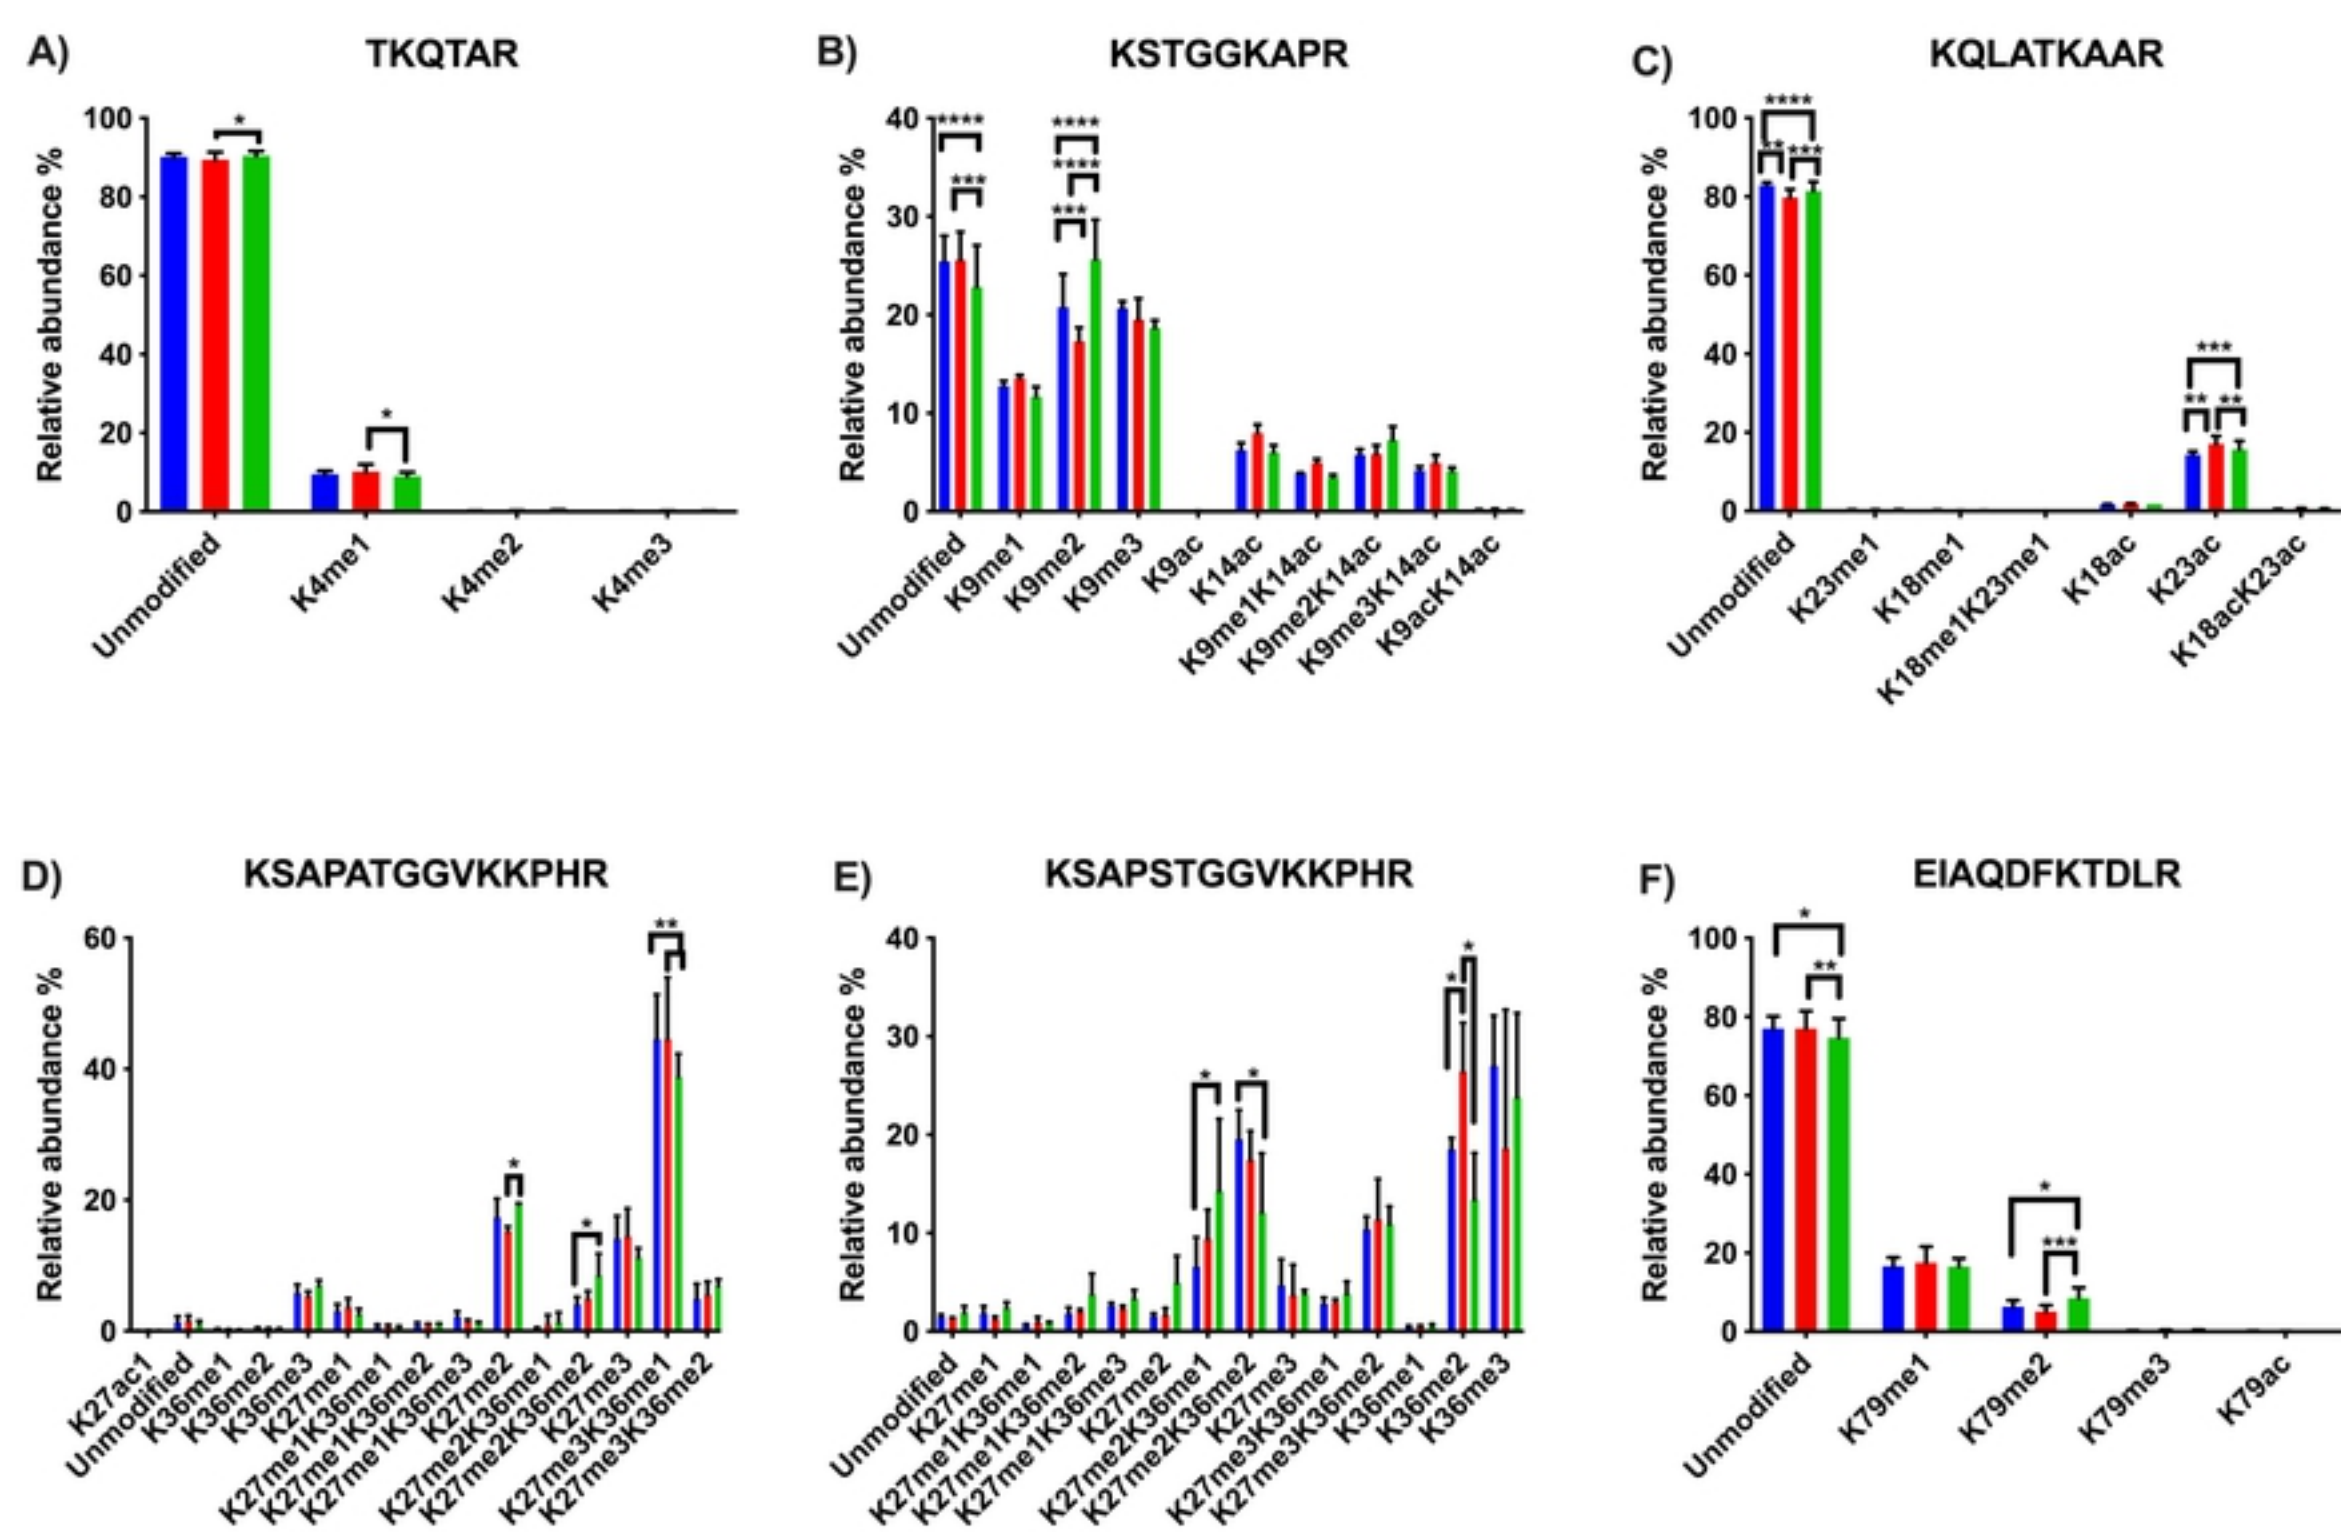 A) TKQTAR
Relative abundance %
100
80
60
40
20
0
*
*
Unmodified
K4me1
K4me2
K4me3
B) KSTGGKAPR
Relative abundance %
40
30
20
10
0
****
***
****
****
***
Unmodified
K9me1
K9me2
K9me3
K9ac
K14ac
K9me1K14ac
K9me2K14ac
K9me3K14ac
K9acK14ac
C) KQLATKAAR
Relative abundance %
100
80
60
40
20
0
****
**
***
***
**
**
Unmodified
K23me1
K18me1
K18me1K23me1
K18ac
K23ac
K18acK23ac
D) KSAPATGGVKKPHR
Relative abundance %
60
40
20
0
*
*
**
K27ac1
Unmodified
K36me1
K36me2
K36me3
K27me1
K27me1K36me1
K27me1K36me2
K27me1K36me3
K27me2
K27me2K36me1
K27me2K36me2
K27me3
K27me3K36me1
K27me3K36me2
E) KSAPSTGGVKKPHR
Relative abundance %
40
30
20
10
0
*
*
*
*
Unmodified
K27me1
K27me1K36me1
K27me1K36me2
K27me1K36me3
K27me2
K27me2K36me1
K27me2K36me2
K27me3
K27me3K36me1
K27me3K36me2
K36me1
K36me2
K36me3
F) EIAQDFKTDLR
Relative abundance %
100
80
60
40
20
0
*
**
*
***
Unmodified
K79me1
K79me2
K79me3
K79ac